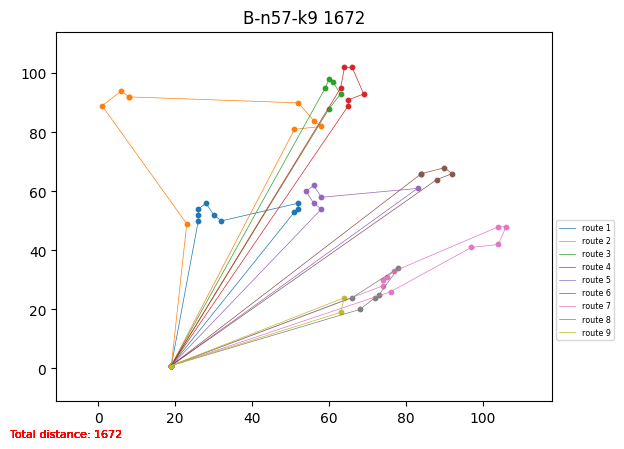 B-n57-k9 1672
100
80
60
40
20
0
0 20 40 60 80 100
route 1
route 2
route 3
route 4
route 5
route 6
route 7
route 8
route 9
Total distance: 1672